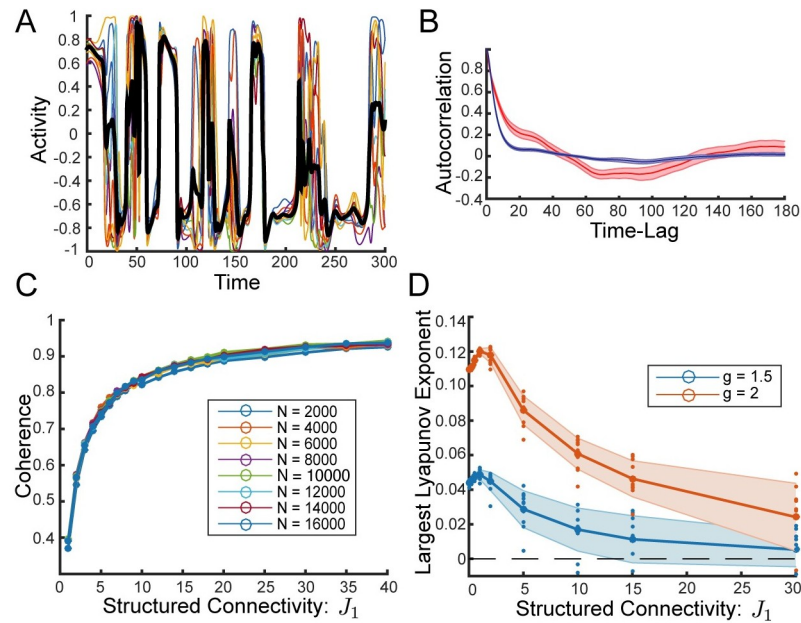 A
Activity
1
0.8
0.6
0.4
0.2
0
-0.2
-0.4
-0.6
-0.8
-1
0 50 100 150 200 250 300
Time
B
Autocorrelation
0.8
0.6
0.4
0.2
0
-0.2
-0.4
0 20 40 60 80 100 120 140 160 180
Time-Lag
C
Coherence
1
0.9
0.8
0.7
0.6
0.5
0.4
0 5 10 15 20 25 30 35 40
Structured Connectivity: J₁
N = 2000
N = 4000
N = 6000
N = 8000
N = 10000
N = 12000
N = 14000
N = 16000
D
Largest Lyapunov Exponent
0.14
0.12
0.10
0.08
0.06
0.04
0.02
0
0 5 10 15 20 25 30
Structured Connectivity: J₁
g = 1.5
g = 2